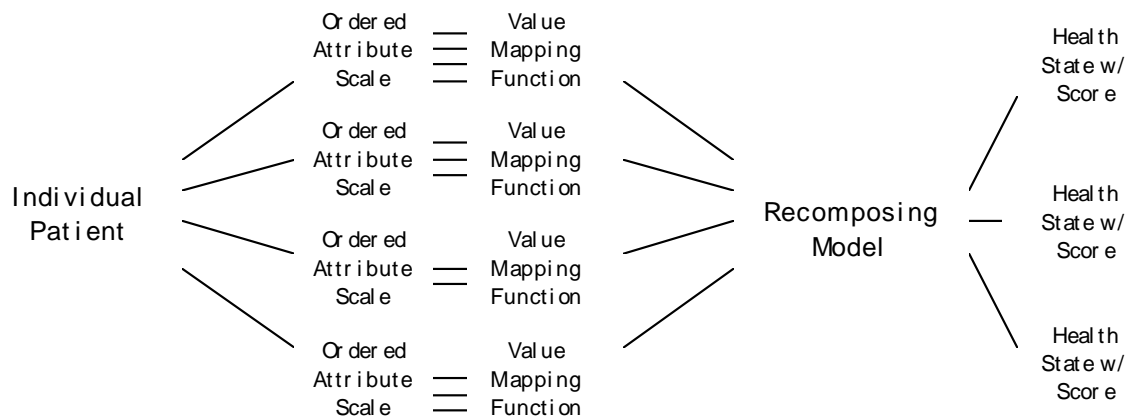 Individual
Patient
Ordered
Attribute
Scale
Value
Mapping
Function
Ordered
Attribute
Scale
Value
Mapping
Function
Ordered
Attribute
Scale
Value
Mapping
Function
Ordered
Attribute
Scale
Value
Mapping
Function
Recomposing
Model
Health
State w/
Score
Health
State w/
Score
Health
State w/
Score